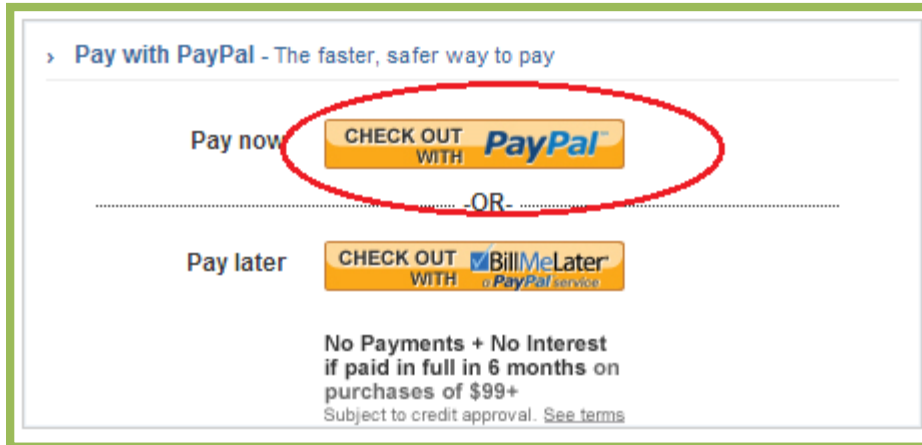 › Pay with PayPal - The faster, safer way to pay
Pay now
CHECK OUT
WITH PayPal™
-OR-
Pay later
CHECK OUT BillMeLater®
WITH a PayPal service
No Payments + No Interest
if paid in full in 6 months on
purchases of $99+
Subject to credit approval. See terms